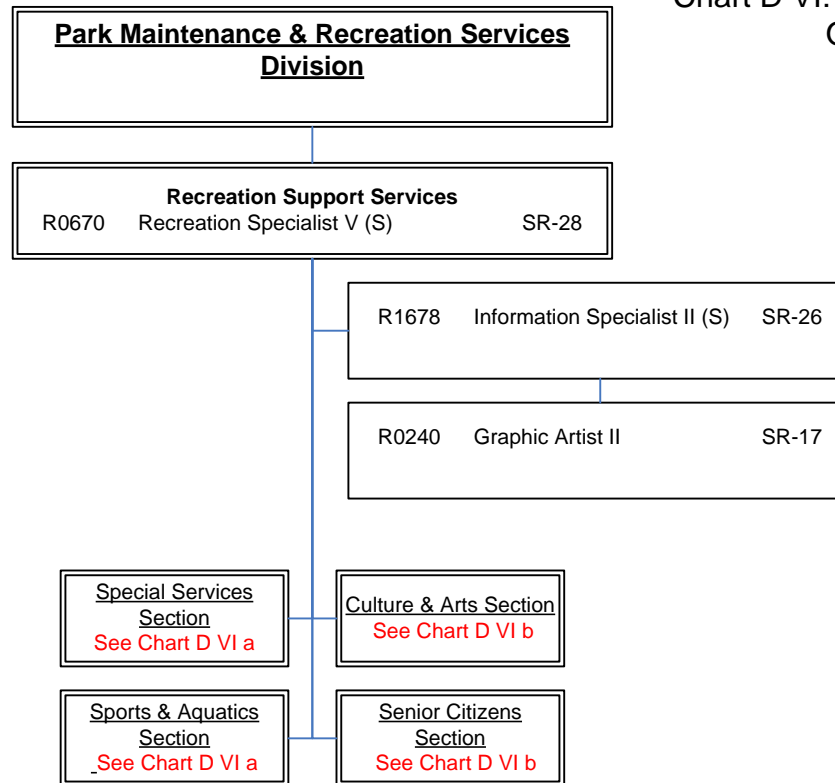 Chart D VI.
Park Maintenance & Recreation Services
Division
Recreation Support Services
R0670 Recreation Specialist V (S) SR-28
R1678 Information Specialist II (S) SR-26
R0240 Graphic Artist II SR-17
Special Services
Section
See Chart D VI a
Culture & Arts Section
See Chart D VI b
Sports & Aquatics
Section
See Chart D VI a
Senior Citizens
Section
See Chart D VI b